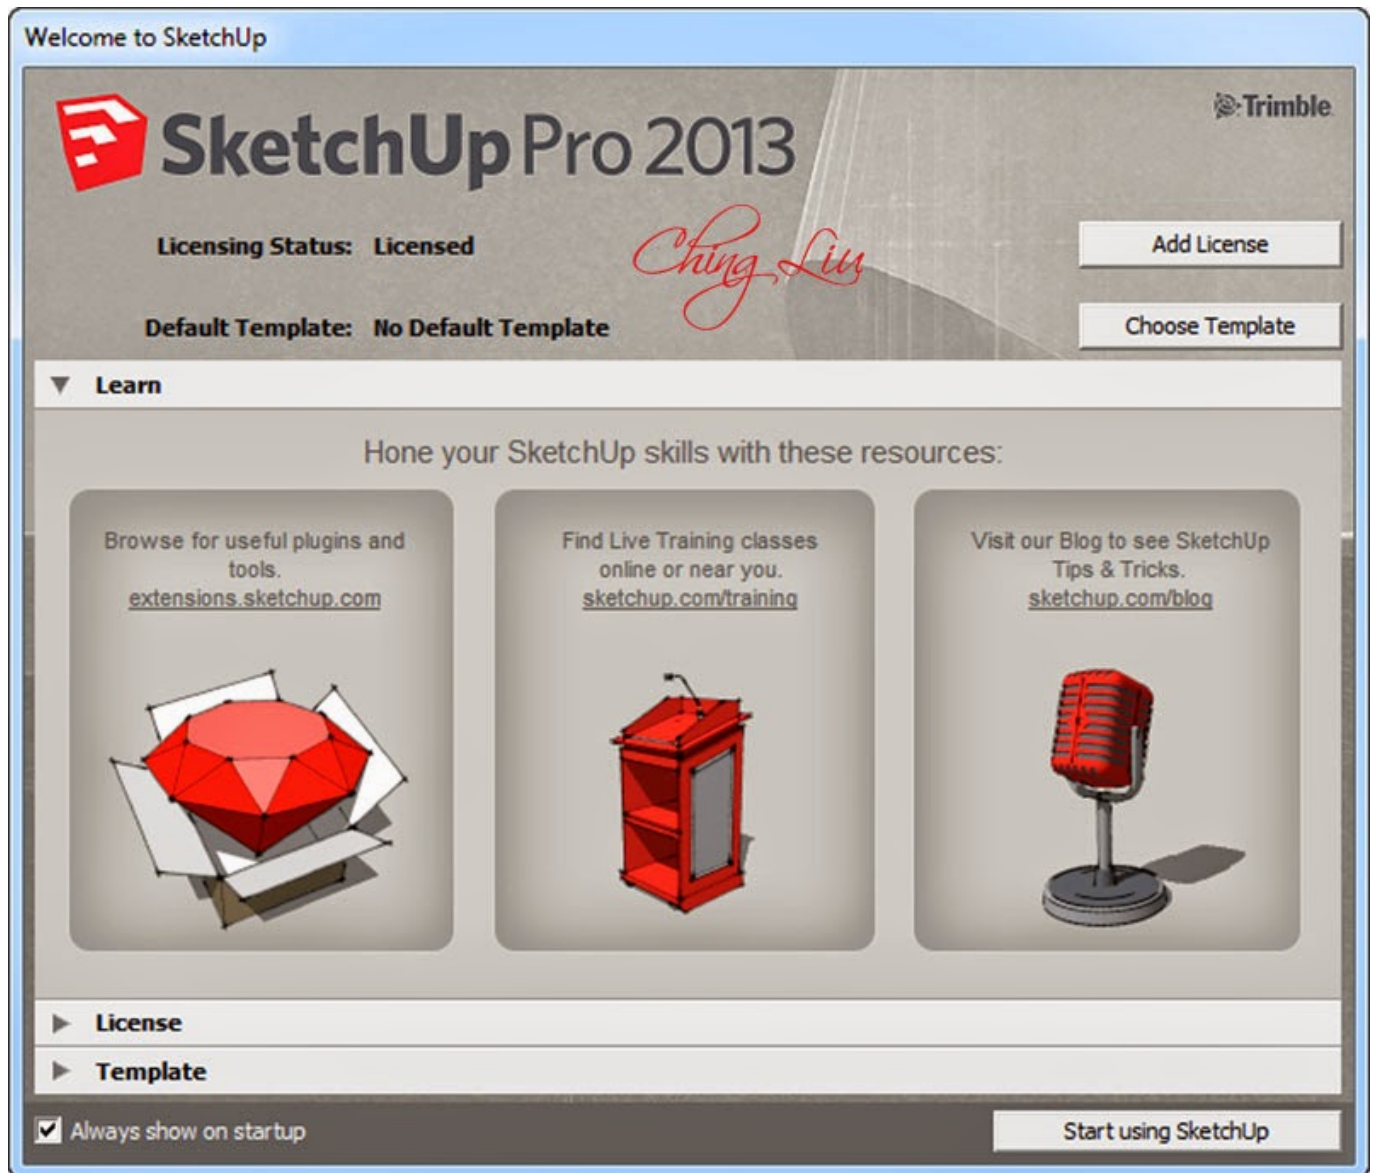 Welcome to SketchUp
SketchUp Pro 2013
Trimble
Licensing Status: Licensed
Ching Liu
Add License
Default Template: No Default Template
Choose Template
Learn
Hone your SketchUp skills with these resources:
Browse for useful plugins and
tools.
extensions.sketchup.com
Find Live Training classes
online or near you.
sketchup.com/training
Visit our Blog to see SketchUp
Tips & Tricks.
sketchup.com/blog
License
Template
Always show on startup
Start using SketchUp